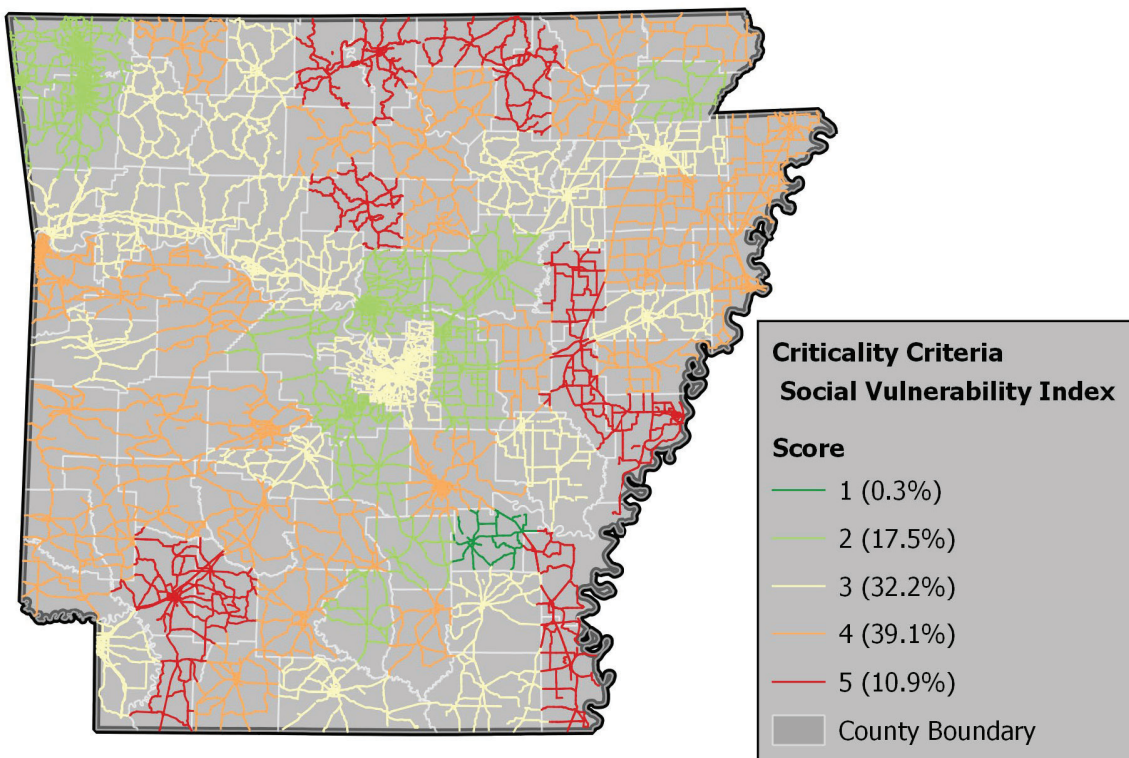 Criticality Criteria
Social Vulnerability Index
Score
1 (0.3%)
2 (17.5%)
3 (32.2%)
4 (39.1%)
5 (10.9%)
County Boundary